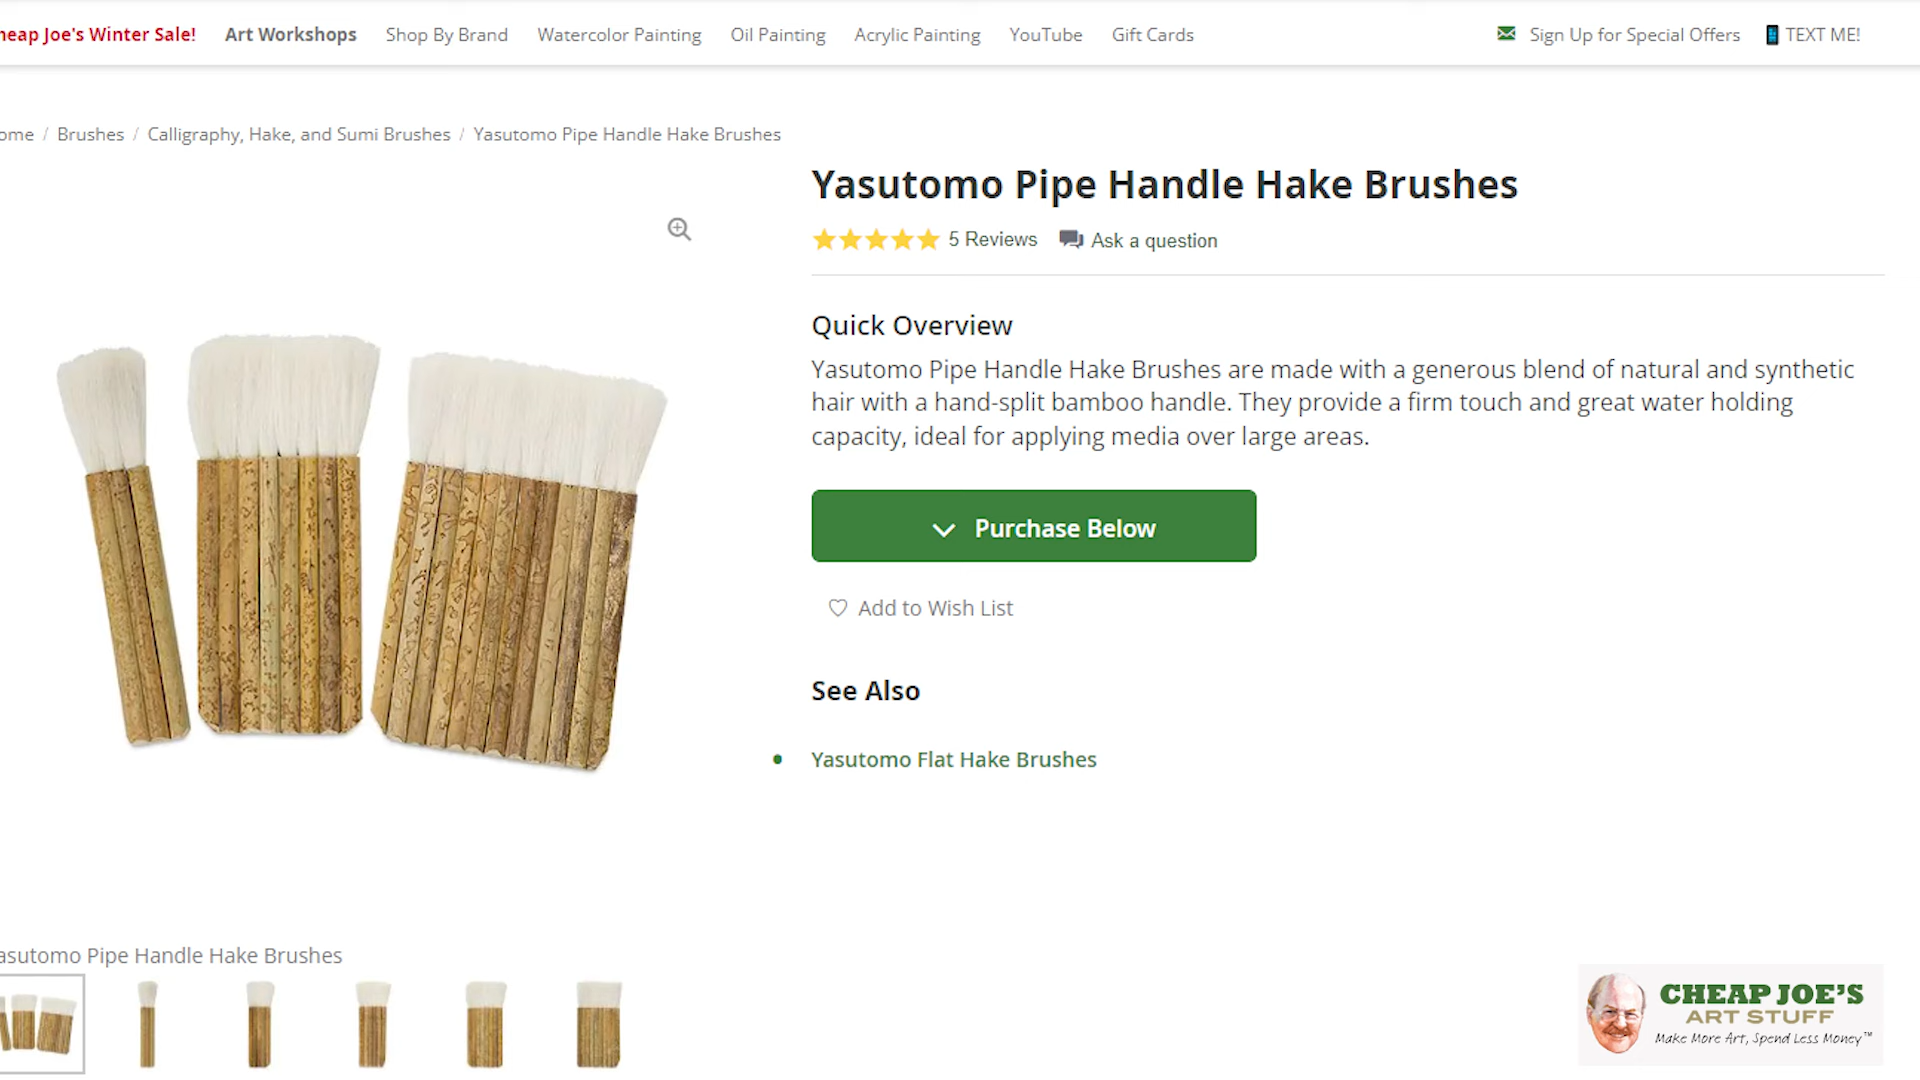 heap Joe's Winter Sale! Art Workshops Shop By Brand Watercolor Painting Oil Painting Acrylic Painting YouTube Gift Cards Sign Up for Special Offers TEXT ME!
ome / Brushes / Calligraphy, Hake, and Sumi Brushes / Yasutomo Pipe Handle Hake Brushes
Yasutomo Pipe Handle Hake Brushes
5 Reviews Ask a question
Quick Overview
Yasutomo Pipe Handle Hake Brushes are made with a generous blend of natural and synthetic
hair with a hand-split bamboo handle. They provide a firm touch and great water holding
capacity, ideal for applying media over large areas.
Purchase Below
Add to Wish List
See Also
Yasutomo Flat Hake Brushes
asutomo Pipe Handle Hake Brushes
CHEAP JOE'S
ART STUFF
Make More Art, Spend Less Money™